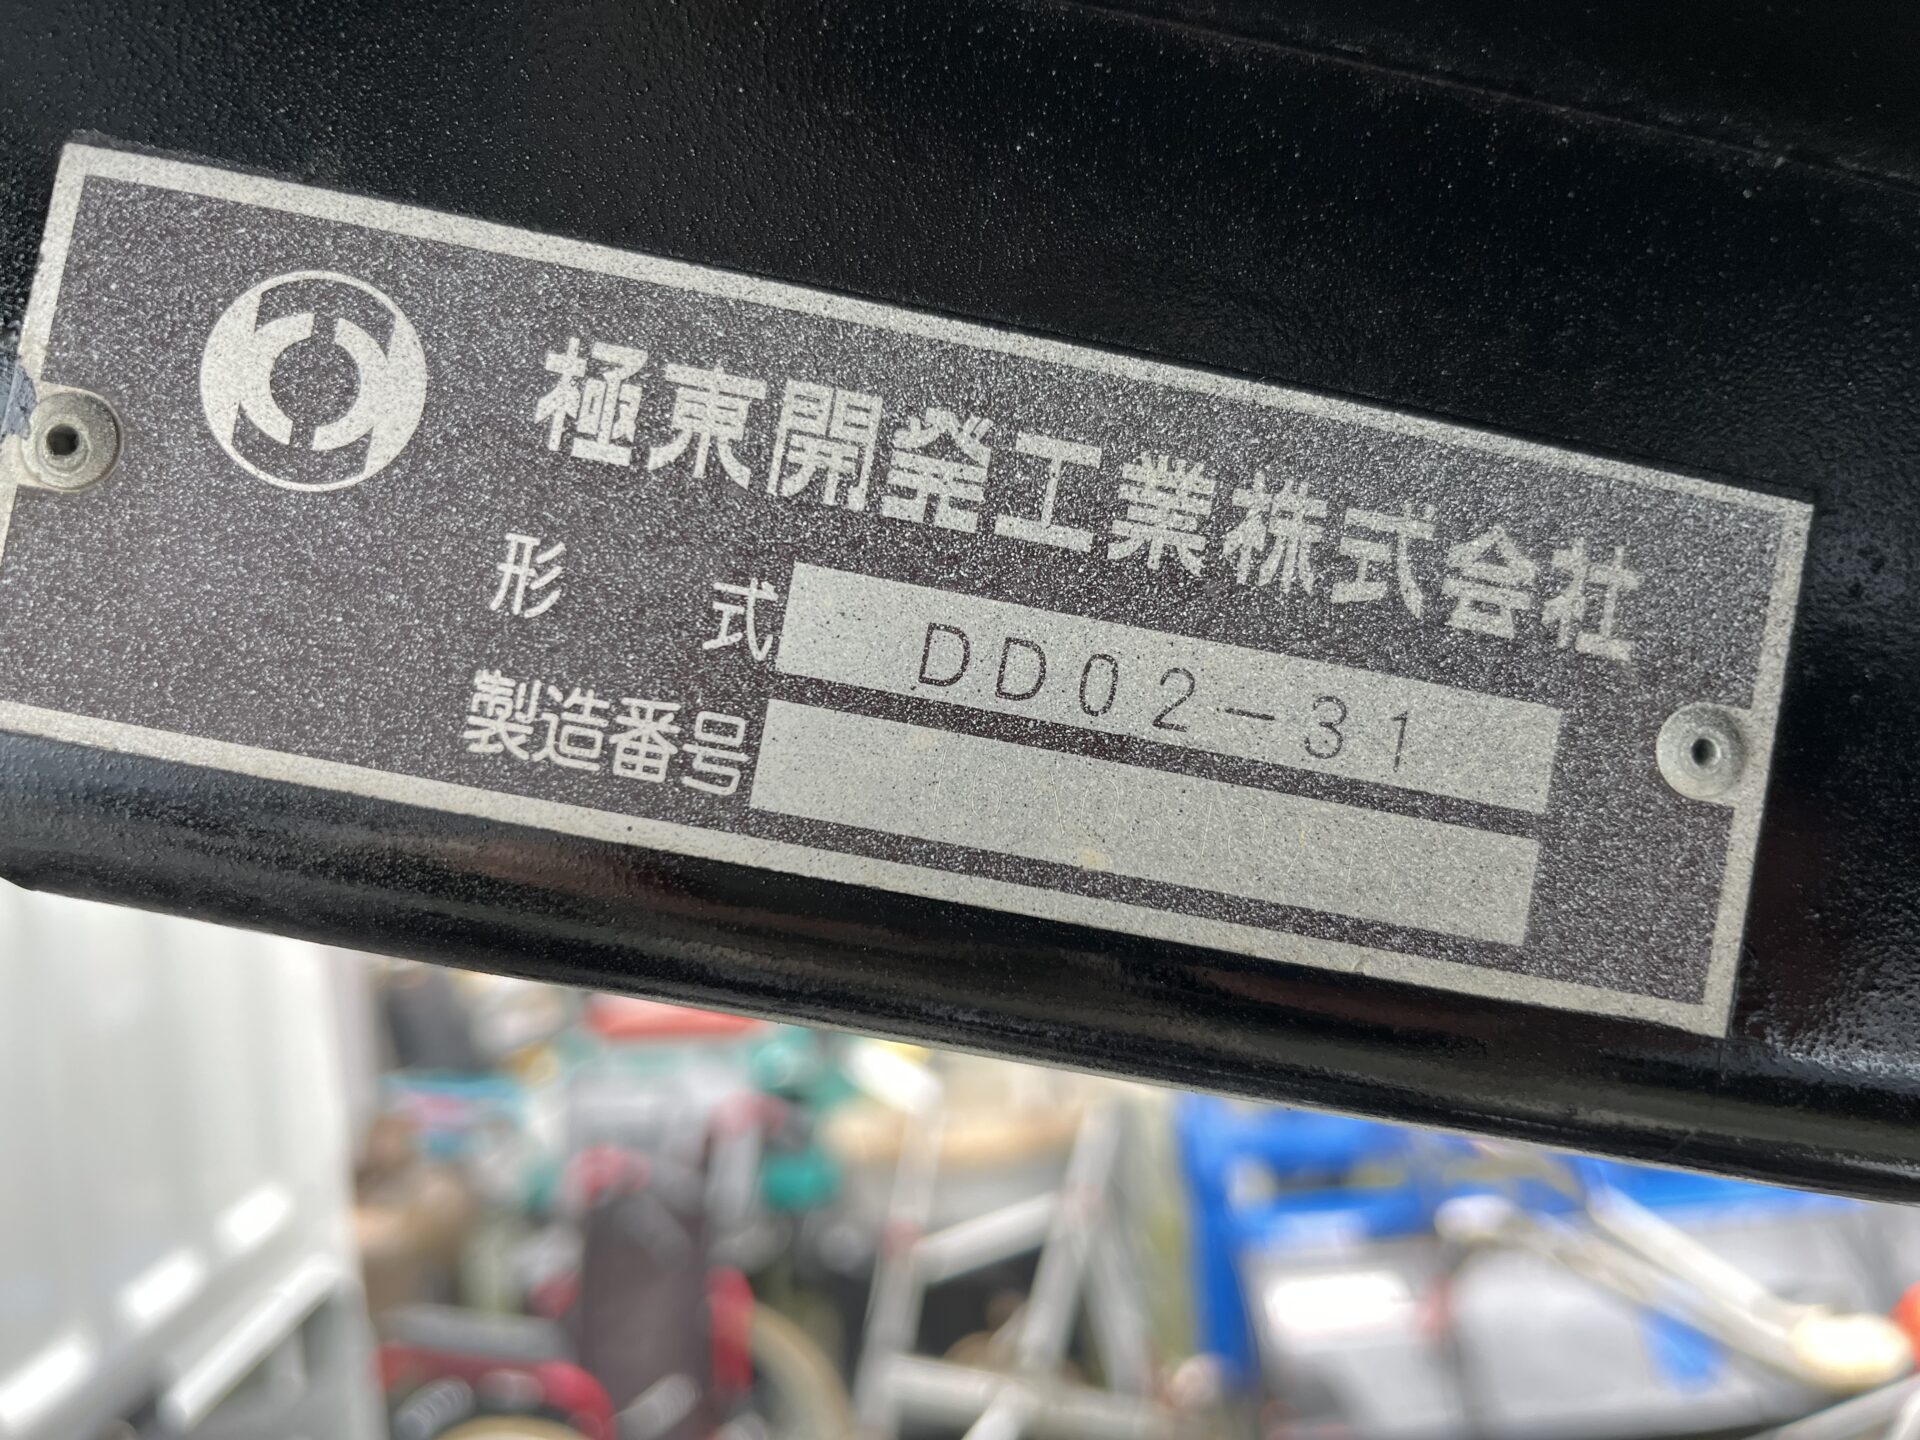 極東開発工業株式会社
形 式 DD02-31
製造番号